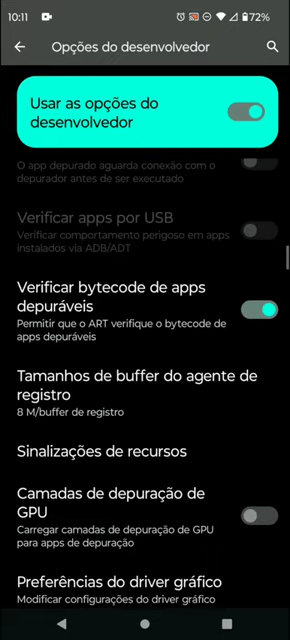 10:11
72%
Opções do desenvolvedor
Usar as opções do
desenvolvedor
O app depurado aguarda conexão com o
depurador antes de ser executado
Verificar apps por USB
Verificar comportamento perigoso em apps
instalados via ADB/ADT
Verificar bytecode de apps
depuráveis
Permitir que o ART verifique o bytecode de
apps depuráveis
Tamanhos de buffer do agente de
registro
8 M/buffer de registro
Sinalizações de recursos
Camadas de depuração de
GPU
Carregar camadas de depuração de GPU
para apps de depuração
Preferências do driver gráfico
Modificar configurações do driver gráfico